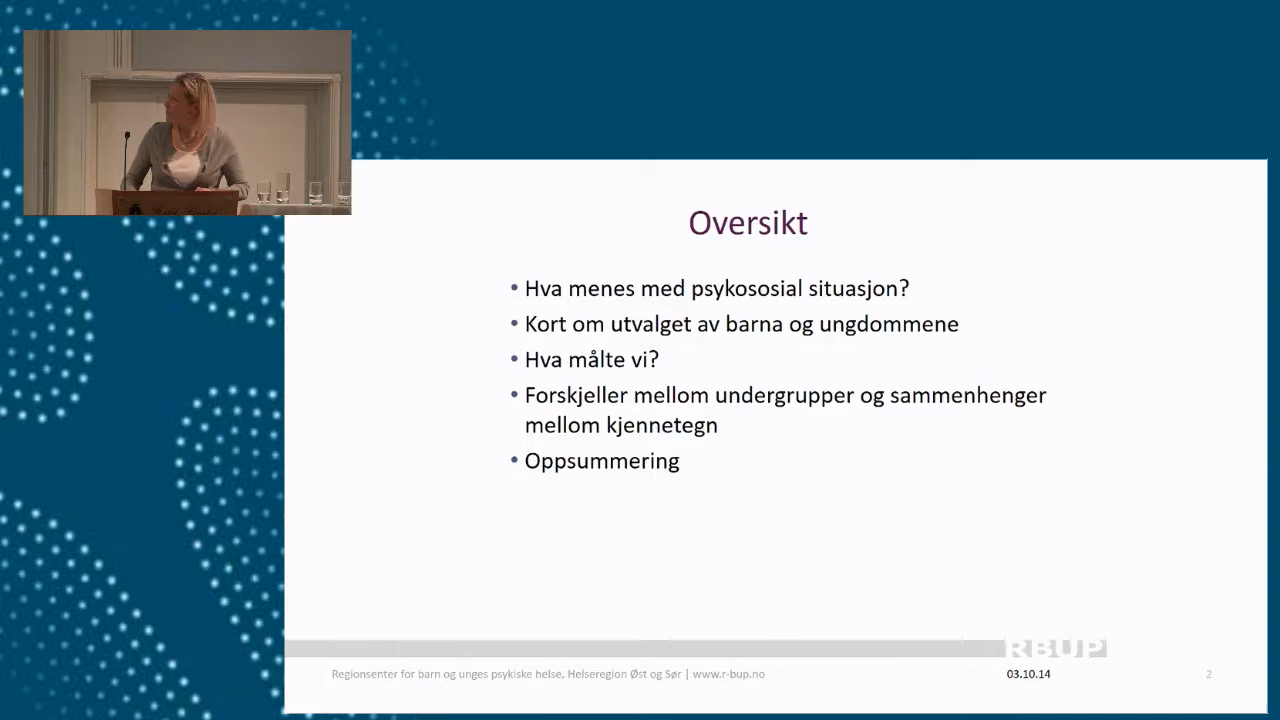 Oversikt
• Hva menes med psykososial situasjon?
• Kort om utvalget av barna og ungdommene
• Hva målte vi?
• Forskjeller mellom undergrupper og sammenhenger
mellom kjennetegn
• Oppsummering
RBUP
Regionsenter for barn og unges psykiske helse, Helseregion Øst og Sør | www.r-bup.no
03.10.14
2